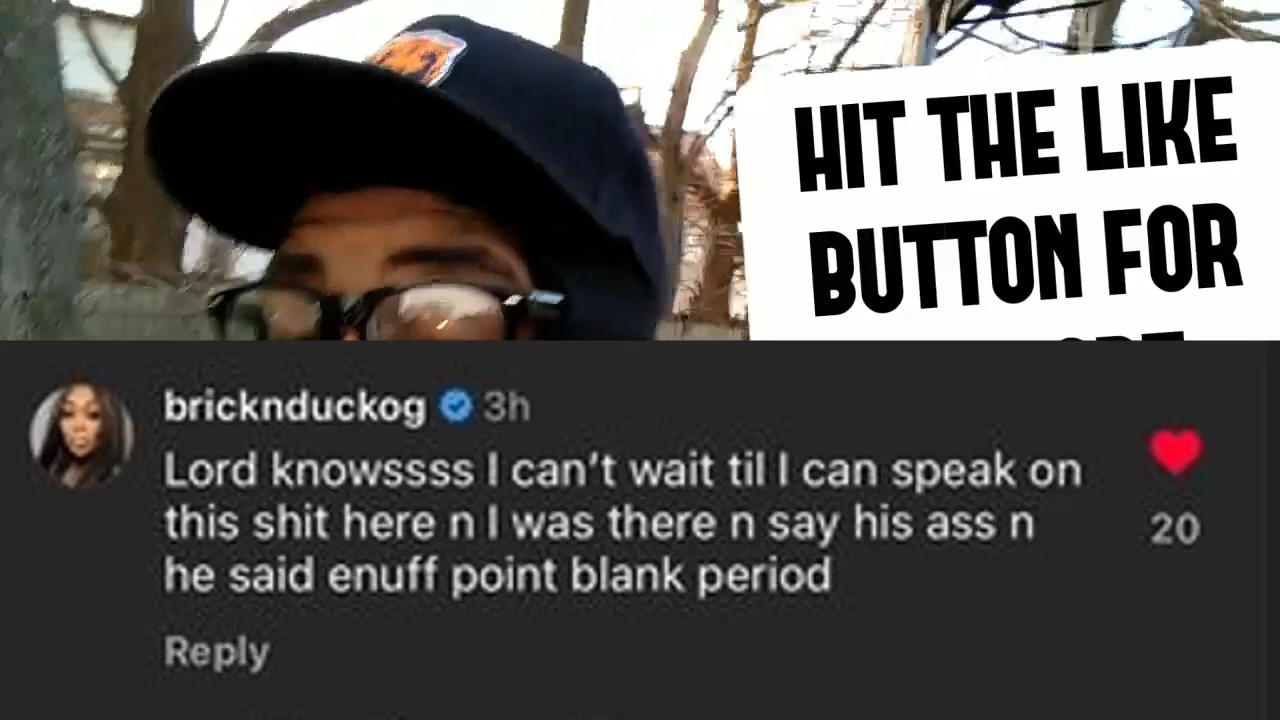 HIT THE LIKE
BUTTON FOR
bricknduckog 3h
Lord knowssss I can't wait til I can speak on
this shit here n I was there n say his ass n
he said enuff point blank period
20
Reply